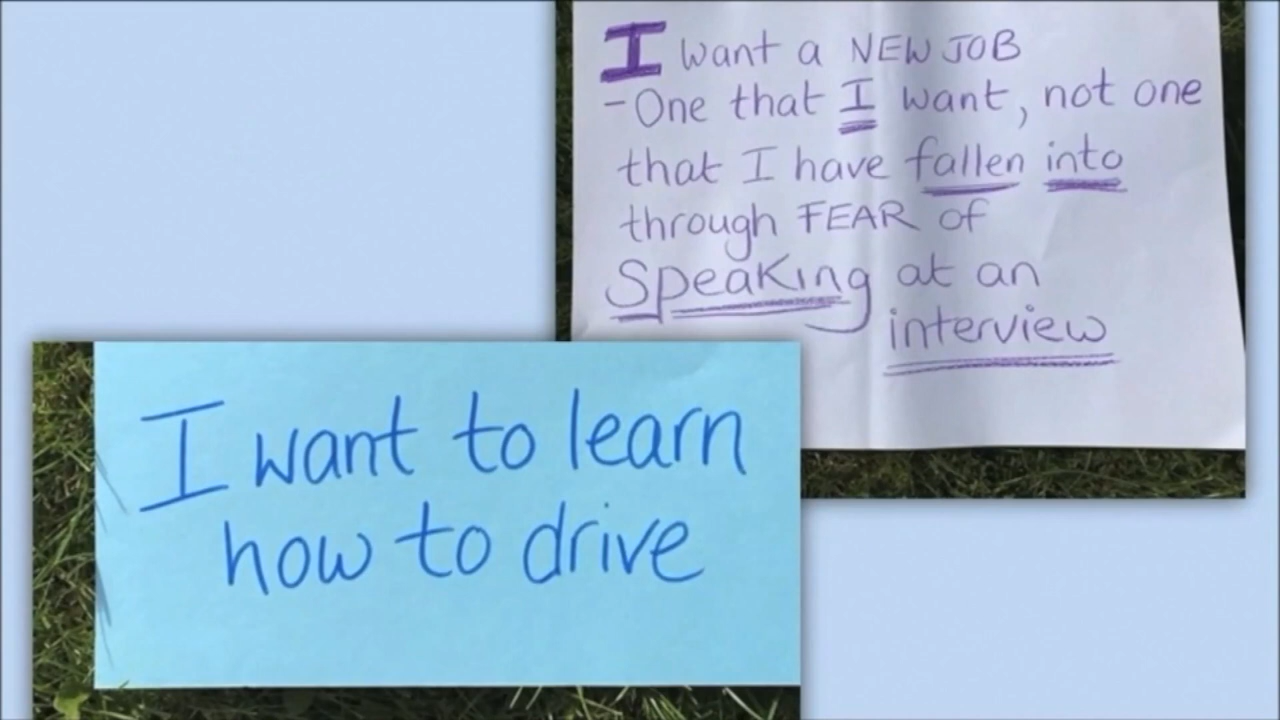 I want a NEW JOB
- One that I want, not one
that I have fallen into
through FEAR of
Speaking at an
interview
I want to learn
how to drive